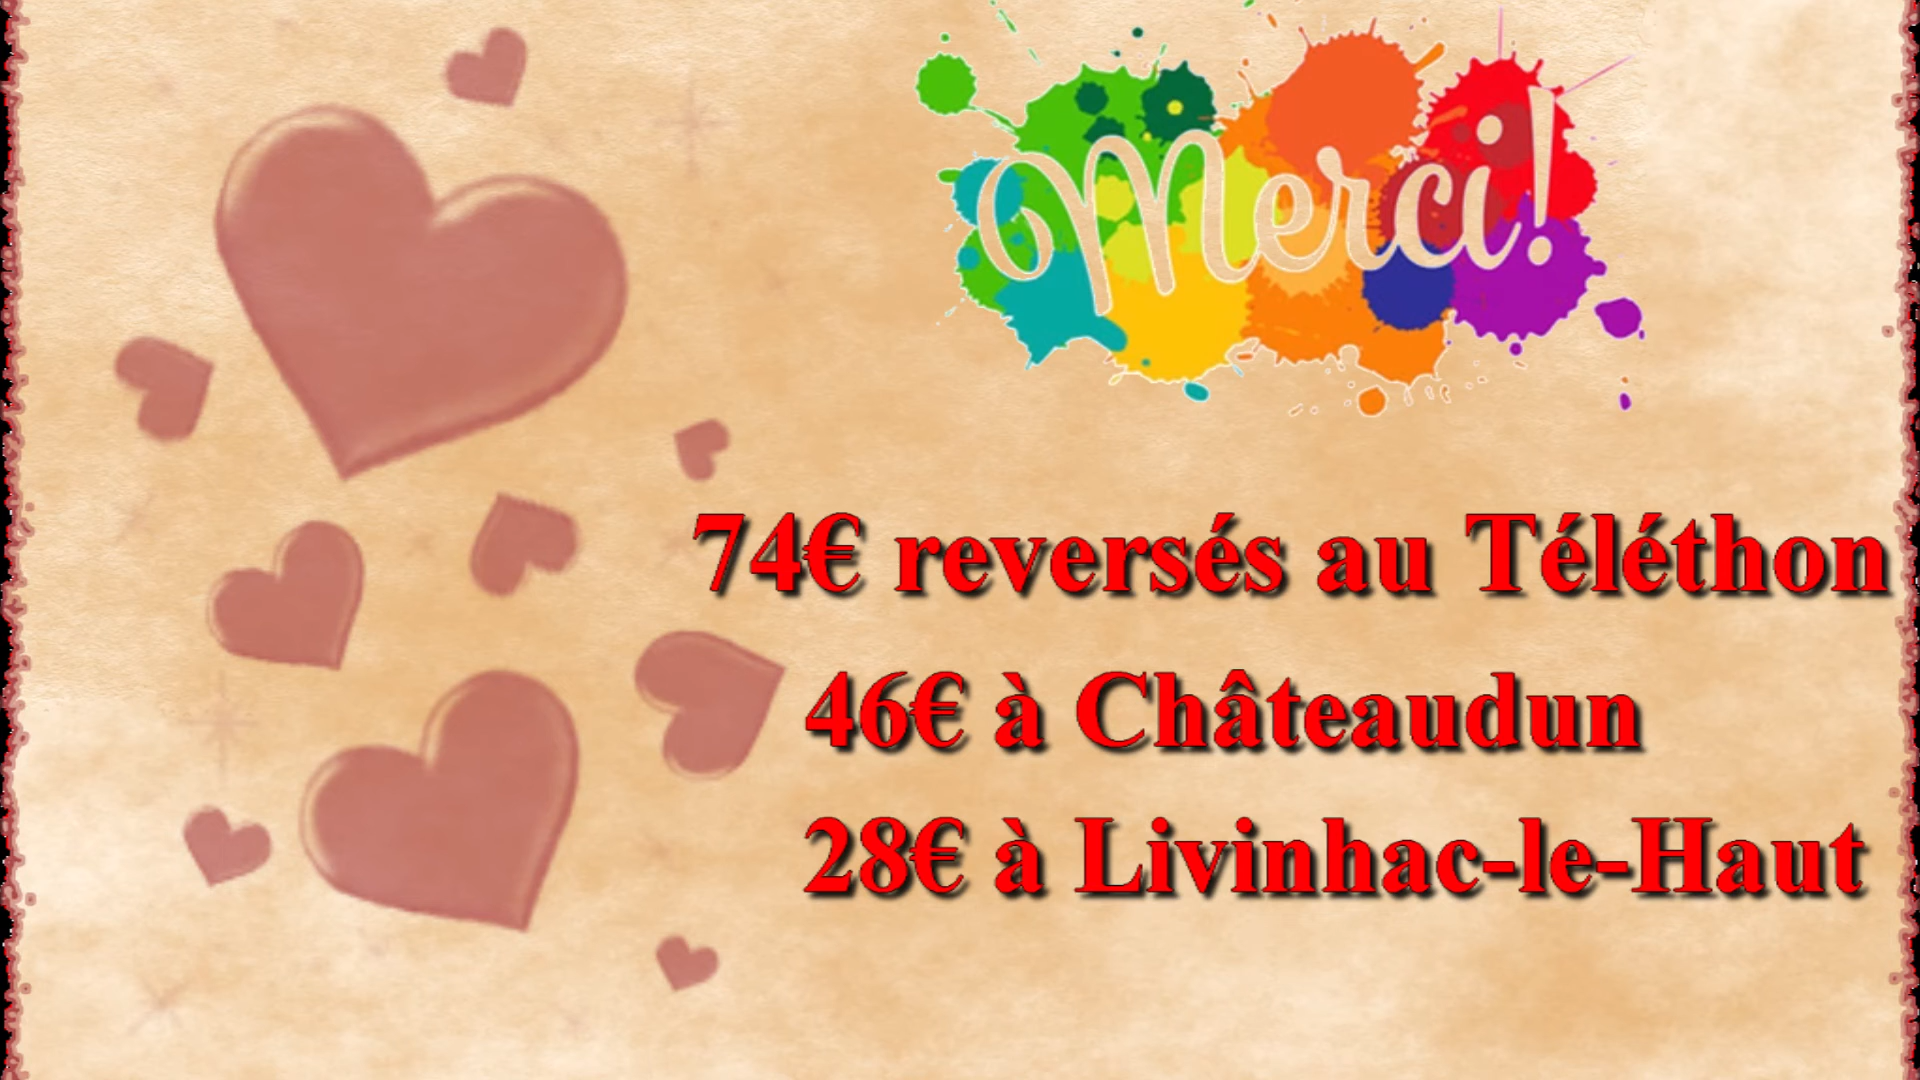 Merci!
74€ reversés au Téléthon
46€ à Châteaudun
28€ à Livinhac-le-Haut